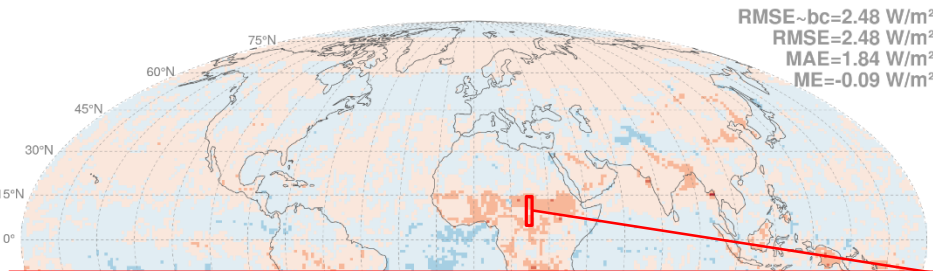 RMSE~bc=2.48 W/m²
RMSE=2.48 W/m²
MAE=1.84 W/m²
ME=-0.09 W/m²
75°N
60°N
45°N
30°N
15°N
0°